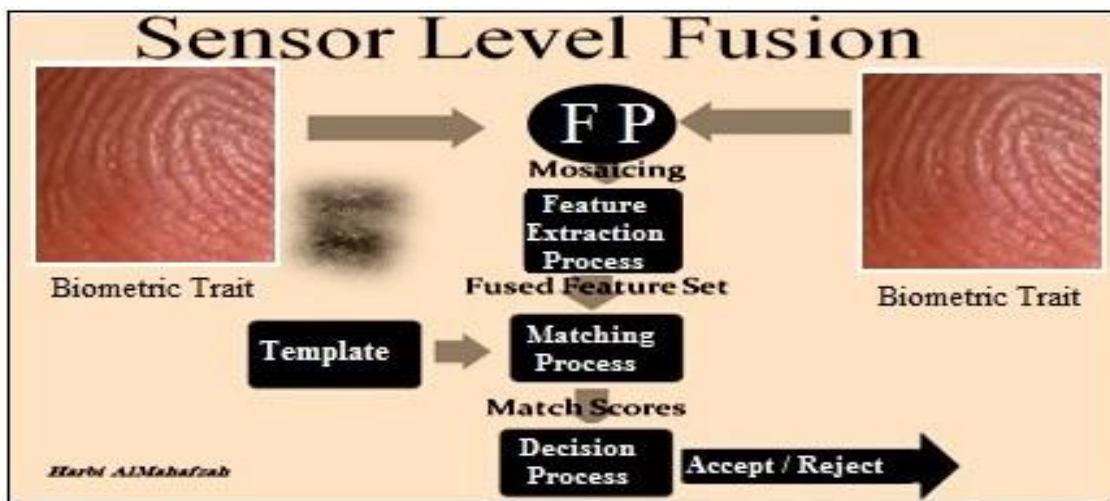 Sensor Level Fusion
F P
Mosaicing
Feature
Extraction
Process
Biometric Trait
Biometric Trait
Fused Feature Set
Template
Matching
Process
Match Scores
Decision
Process
Accept / Reject
Harbi AlMahafzah